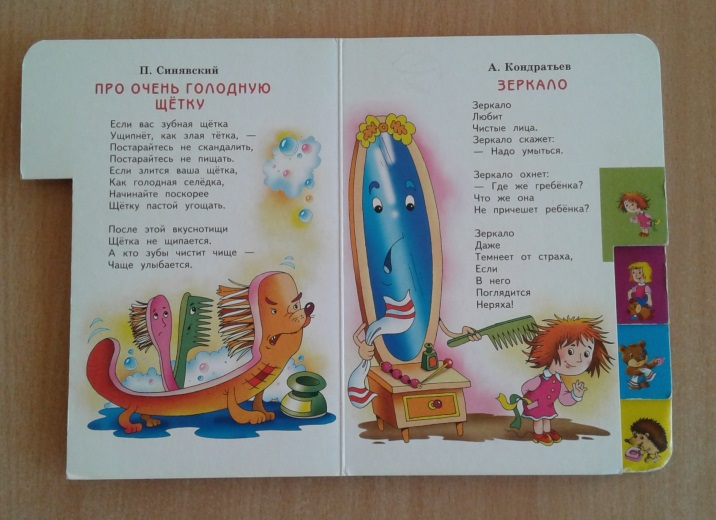 П. Синявский
ПРО ОЧЕНЬ ГОЛОДНУЮ
ЩЁТКУ
Если вас зубная щётка
Ущипнёт, как злая тётка, —
Постарайтесь не скандалить,
Постарайтесь не пищать.
Если злится ваша щётка,
Как голодная селёдка,
Начинайте поскорее
Щётку пастой угощать.
После этой вкуснотищи
Щётка не щипается.
А кто зубы чистит чище —
Чаще улыбается.
А. Кондратьев
ЗЕРКАЛО
Зеркало
Любит
Чистые лица.
Зеркало скажет:
— Надо умыться.
Зеркало охнет:
— Где же гребёнка?
Что же она
Не причешет ребёнка?
Зеркало
Даже
Темнеет от страха,
Если
В него
Поглядится
Неряха!